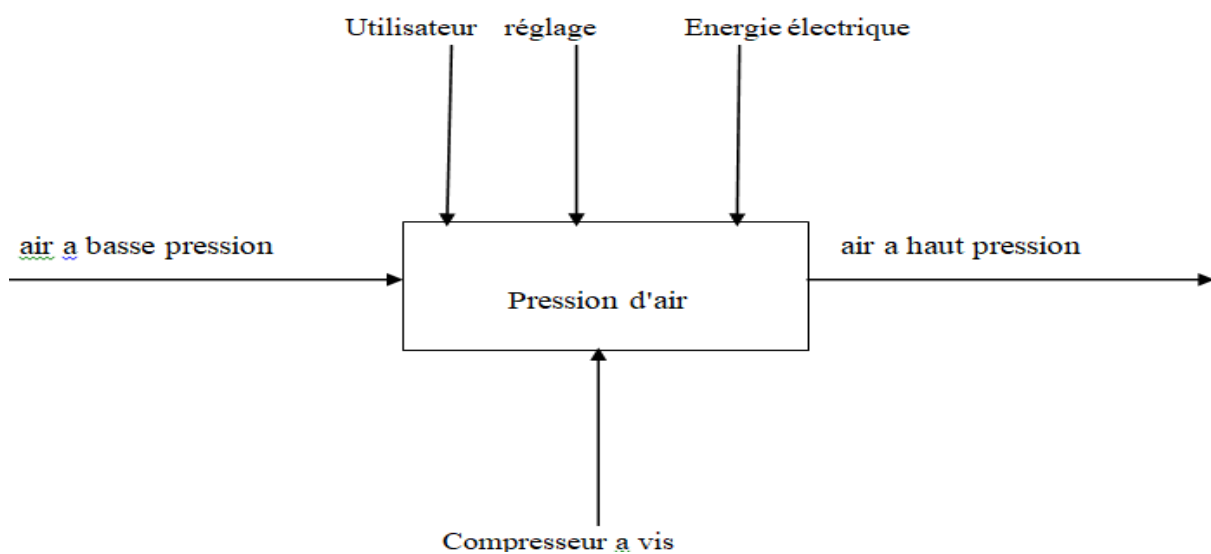 Utilisateur réglage Energie électrique
air a basse pression
air a haut pression
Pression d'air
Compresseur a vis